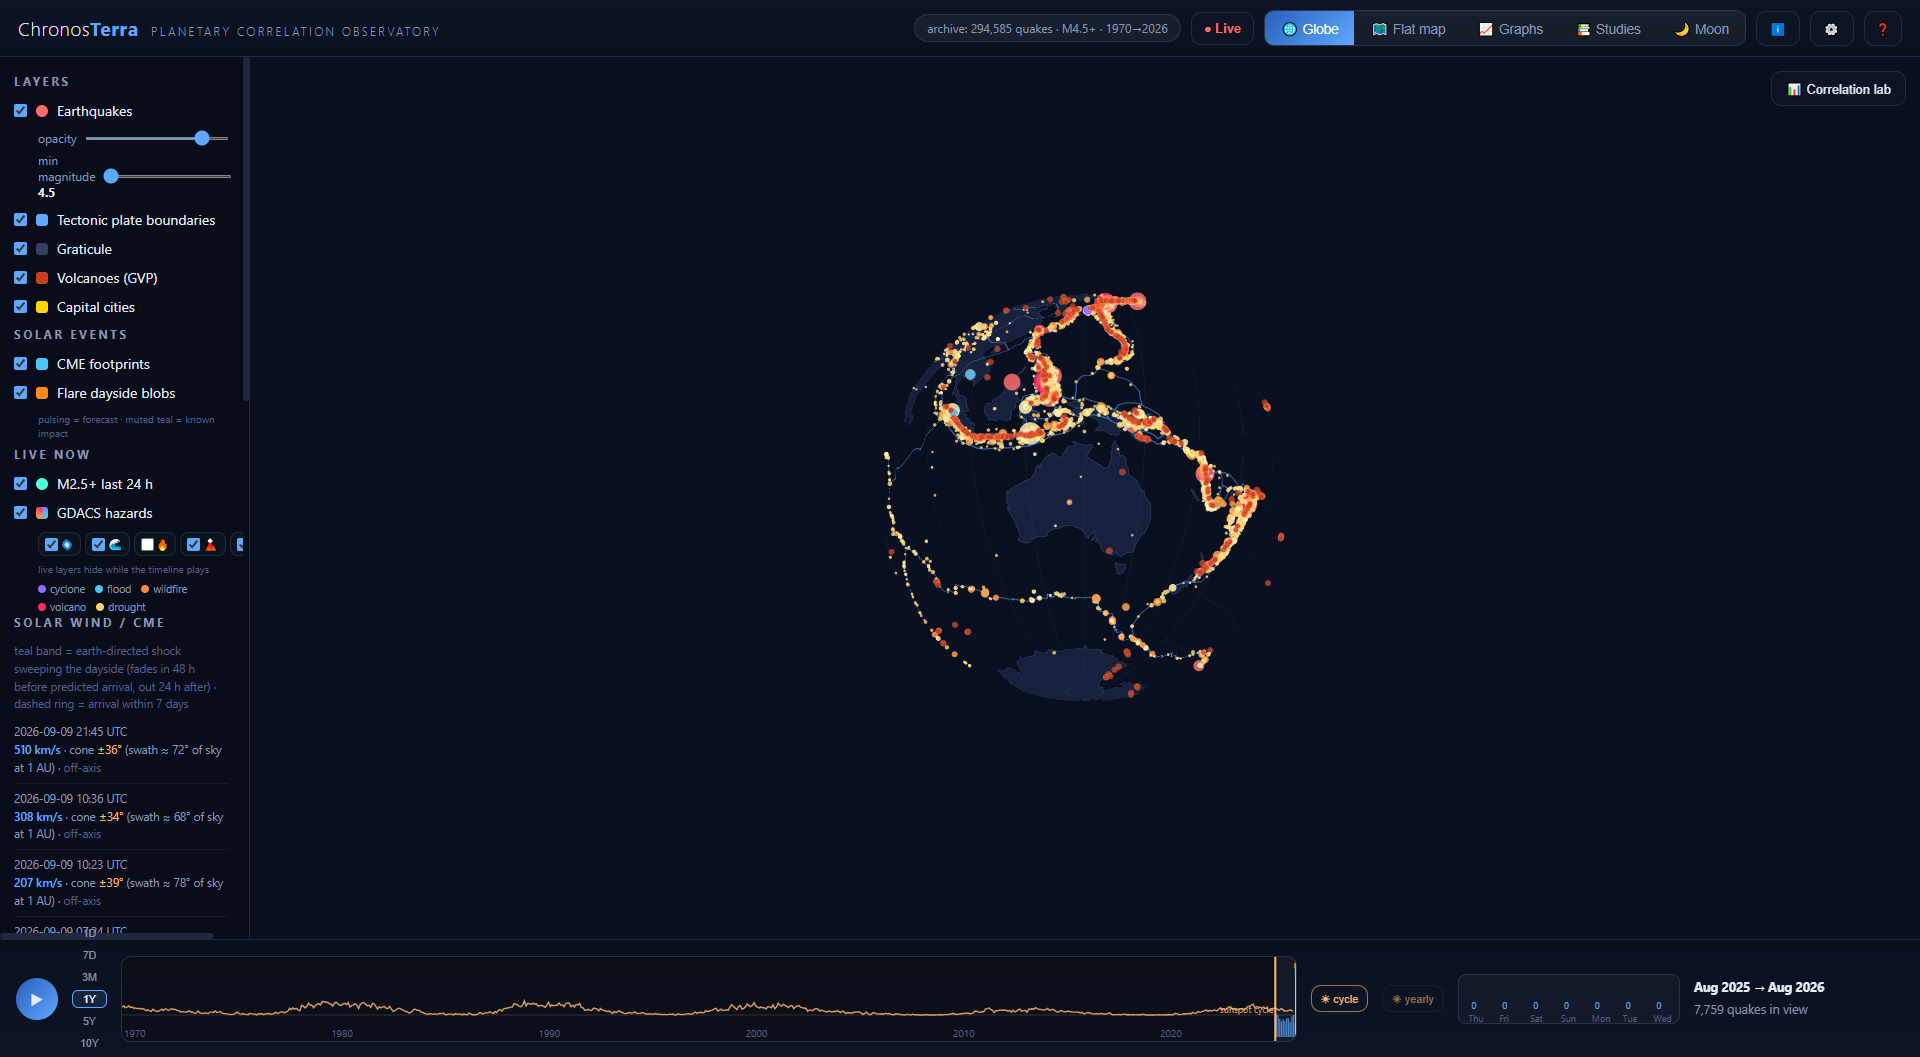 ChronosTerra PLANETARY CORRELATION OBSERVATORY
archive: 294,585 quakes · M4.5+ · 1970→2026
Live
Globe
Flat map
Graphs
Studies
Moon
Correlation lab
LAYERS
Earthquakes
opacity
min
magnitude
4.5
Tectonic plate boundaries
Graticule
Volcanoes (GVP)
Capital cities
SOLAR EVENTS
CME footprints
Flare dayside blobs
pulsing = forecast · muted teal = known
impact
LIVE NOW
M2.5+ last 24 h
GDACS hazards
live layers hide while the timeline plays
cyclone flood wildfire
volcano drought
SOLAR WIND / CME
teal band = earth-directed shock
sweeping the dayside (fades in 48 h
before predicted arrival, out 24 h after) ·
dashed ring = arrival within 7 days
2026-09-09 21:45 UTC
510 km/s · cone ±36° (swath ≈ 72° of sky
at 1 AU) · off-axis
2026-09-09 10:36 UTC
308 km/s · cone ±34° (swath ≈ 68° of sky
at 1 AU) · off-axis
2026-09-09 10:23 UTC
207 km/s · cone ±39° (swath ≈ 78° of sky
at 1 AU) · off-axis
2026-09-09 07:24 UTC
1D
7D
3M
1Y
5Y
10Y
sunspot cycle
1970 1980 1990 2000 2010 2020
cycle
yearly
0 0 0 0 0 0 0
Thu Fri Sat Sun Mon Tue Wed
Aug 2025 → Aug 2026
7,759 quakes in view